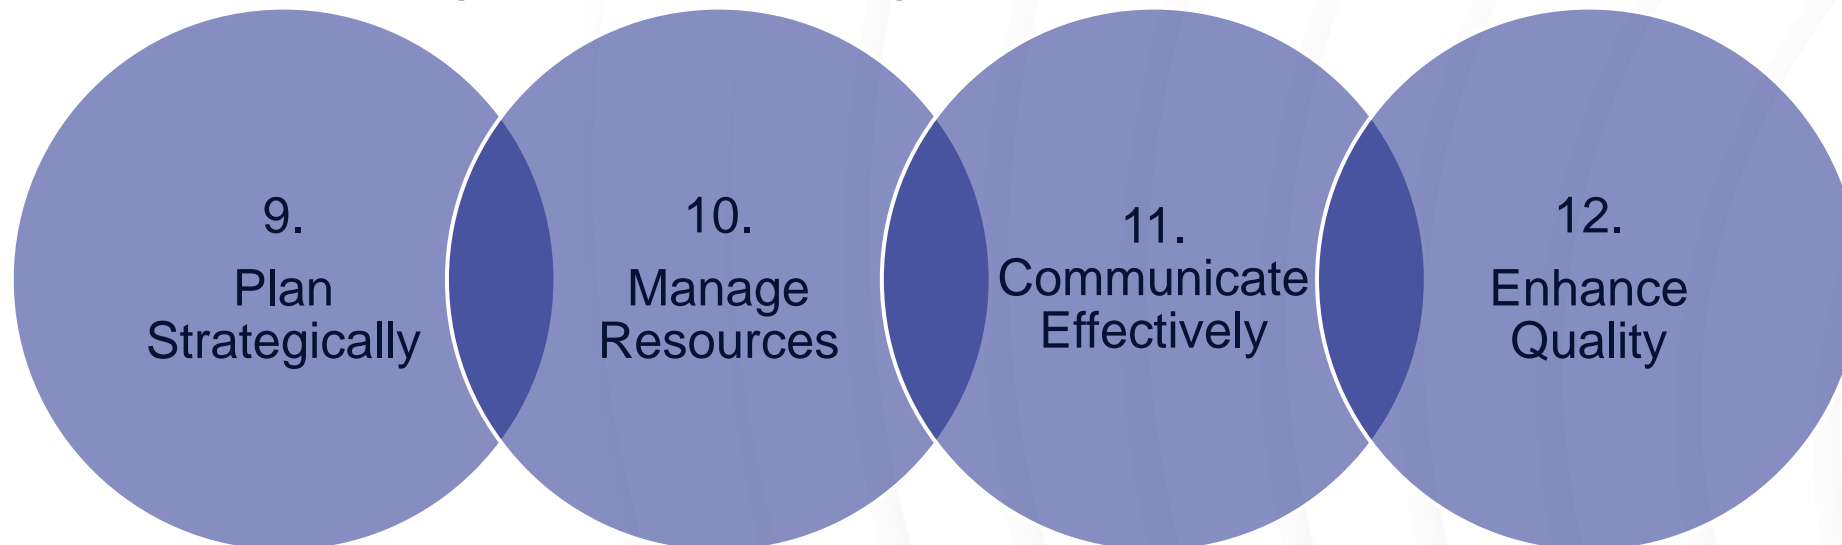 9.
Plan
Strategically
10.
Manage
Resources
11.
Communicate
Effectively
12.
Enhance
Quality